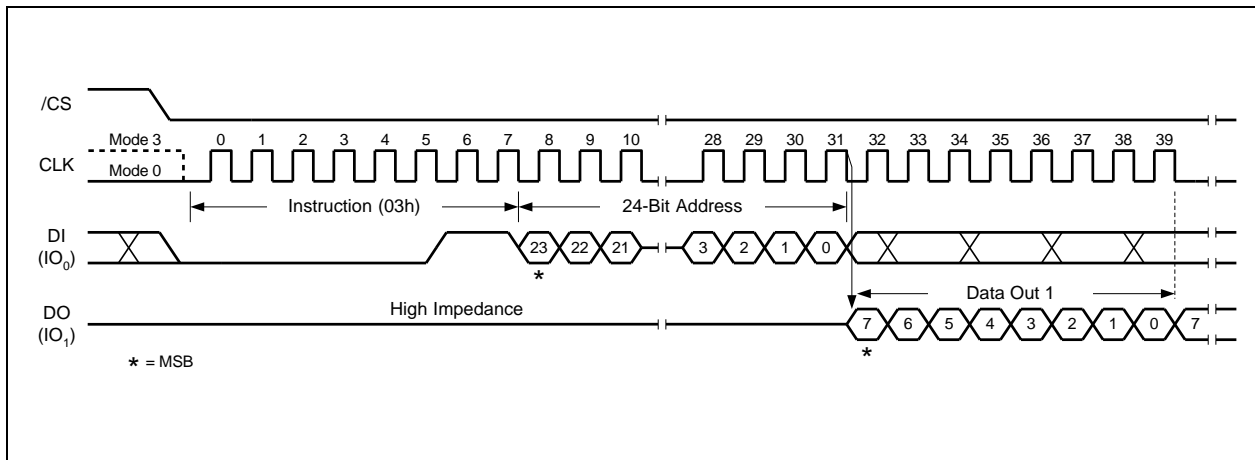 /CS
Mode 3 0 1 2 3 4 5 6 7 8 9 10 28 29 30 31 32 33 34 35 36 37 38 39
CLK
Mode 0
Instruction (03h) 24-Bit Address
DI
(IO0)
23 22 21 3 2 1 0
*
Data Out 1
High Impedance
DO
(IO1)
7 6 5 4 3 2 1 0 7
*
* = MSB